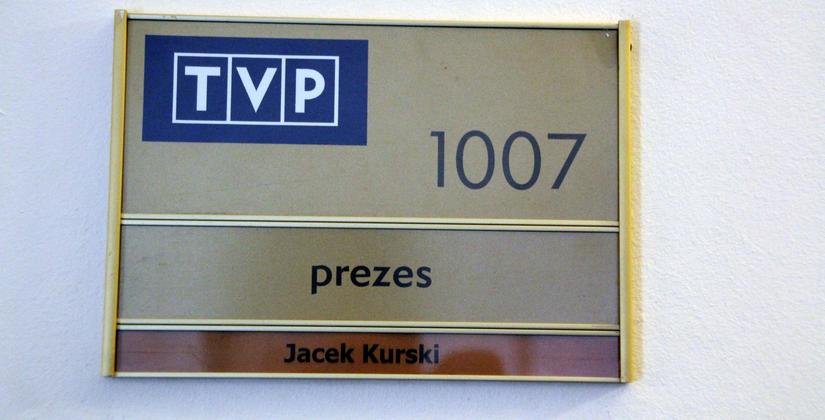 TVP
1007
prezes
Jacek Kurski